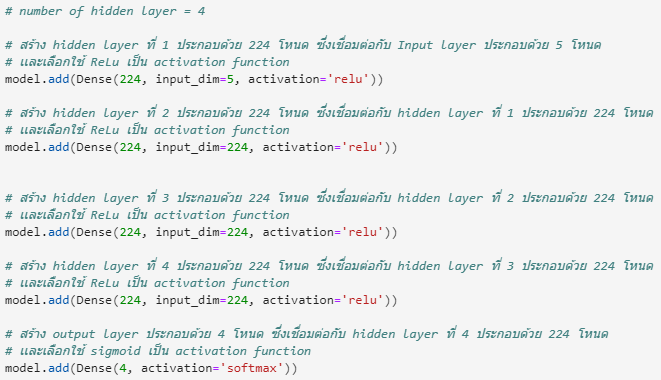 # number of hidden layer = 4
# สร้าง hidden layer ที่ 1 ประกอบด้วย 224 โหนด ซึ่งเชื่อมต่อกับ Input layer ประกอบด้วย 5 โหนด
# และเลือกใช้ ReLu เป็น activation function
model.add(Dense(224, input_dim=5, activation='relu'))
# สร้าง hidden layer ที่ 2 ประกอบด้วย 224 โหนด ซึ่งเชื่อมต่อกับ hidden layer ที่ 1 ประกอบด้วย 224 โหนด
# และเลือกใช้ ReLu เป็น activation function
model.add(Dense(224, input_dim=224, activation='relu'))
# สร้าง hidden layer ที่ 3 ประกอบด้วย 224 โหนด ซึ่งเชื่อมต่อกับ hidden layer ที่ 2 ประกอบด้วย 224 โหนด
# และเลือกใช้ ReLu เป็น activation function
model.add(Dense(224, input_dim=224, activation='relu'))
# สร้าง hidden layer ที่ 4 ประกอบด้วย 224 โหนด ซึ่งเชื่อมต่อกับ hidden layer ที่ 3 ประกอบด้วย 224 โหนด
# และเลือกใช้ ReLu เป็น activation function
model.add(Dense(224, input_dim=224, activation='relu'))
# สร้าง output layer ประกอบด้วย 4 โหนด ซึ่งเชื่อมต่อกับ hidden layer ที่ 4 ประกอบด้วย 224 โหนด
# และเลือกใช้ sigmoid เป็น activation function
model.add(Dense(4, activation='softmax'))